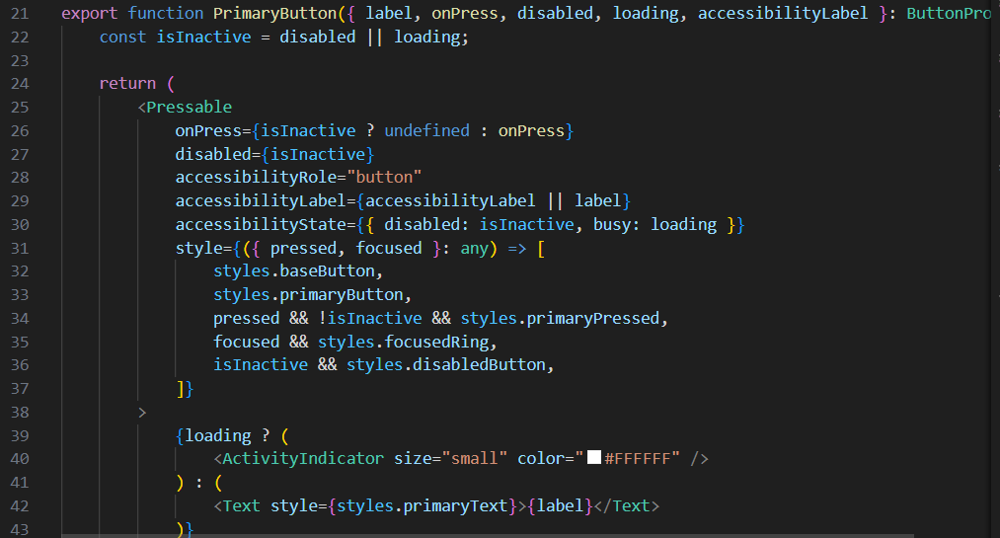 21 export function PrimaryButton({ label, onPress, disabled, loading, accessibilityLabel }: ButtonPro
22 const isInactive = disabled || loading;
23
24 return (
25 <Pressable
26 onPress={isInactive ? undefined : onPress}
27 disabled={isInactive}
28 accessibilityRole="button"
29 accessibilityLabel={accessibilityLabel || label}
30 accessibilityState={{ disabled: isInactive, busy: loading }}
31 style={({ pressed, focused }: any) => [
32 styles.baseButton,
33 styles.primaryButton,
34 pressed && !isInactive && styles.primaryPressed,
35 focused && styles.focusedRing,
36 isInactive && styles.disabledButton,
37 ]}
38 >
39 {loading ? (
40 <ActivityIndicator size="small" color="#FFFFFF" />
41 ) : (
42 <Text style={styles.primaryText}>{label}</Text>
43 )}